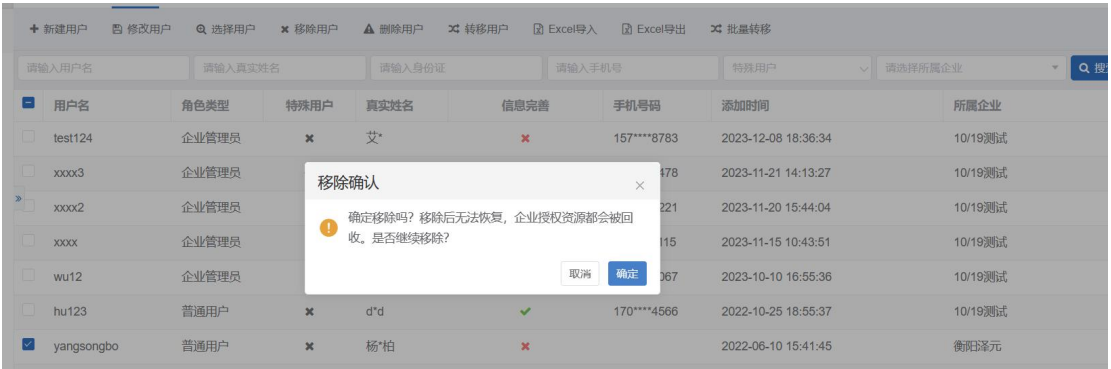 新建用户 修改用户 选择用户 移除用户 删除用户 转移用户 Excel导入 Excel导出 批量转移
请输入用户名 请输入真实姓名 请输入身份证 请输入手机号 特殊用户 请选择所属企业 搜
用户名 角色类型 特殊用户 真实姓名 信息完善 手机号码 添加时间 所属企业
test124 企业管理员 艾* 157****8783 2023-12-08 18:36:34 10/19测试
xxxx3 企业管理员 478 2023-11-21 14:13:27 10/19测试
xxxx2 企业管理员 221 2023-11-20 15:44:04 10/19测试
xxxx 企业管理员 2023-11-15 10:43:51 10/19测试
wu12 企业管理员 067 2023-10-10 16:55:36 10/19测试
hu123 普通用户 d*d 170****4566 2022-10-25 18:55:37 10/19测试
yangsongbo 普通用户 杨*柏 2022-06-10 15:41:45 衡阳泽元
移除确认
确定移除吗？移除后无法恢复，企业授权资源都会被回
收。是否继续移除？
取消 确定